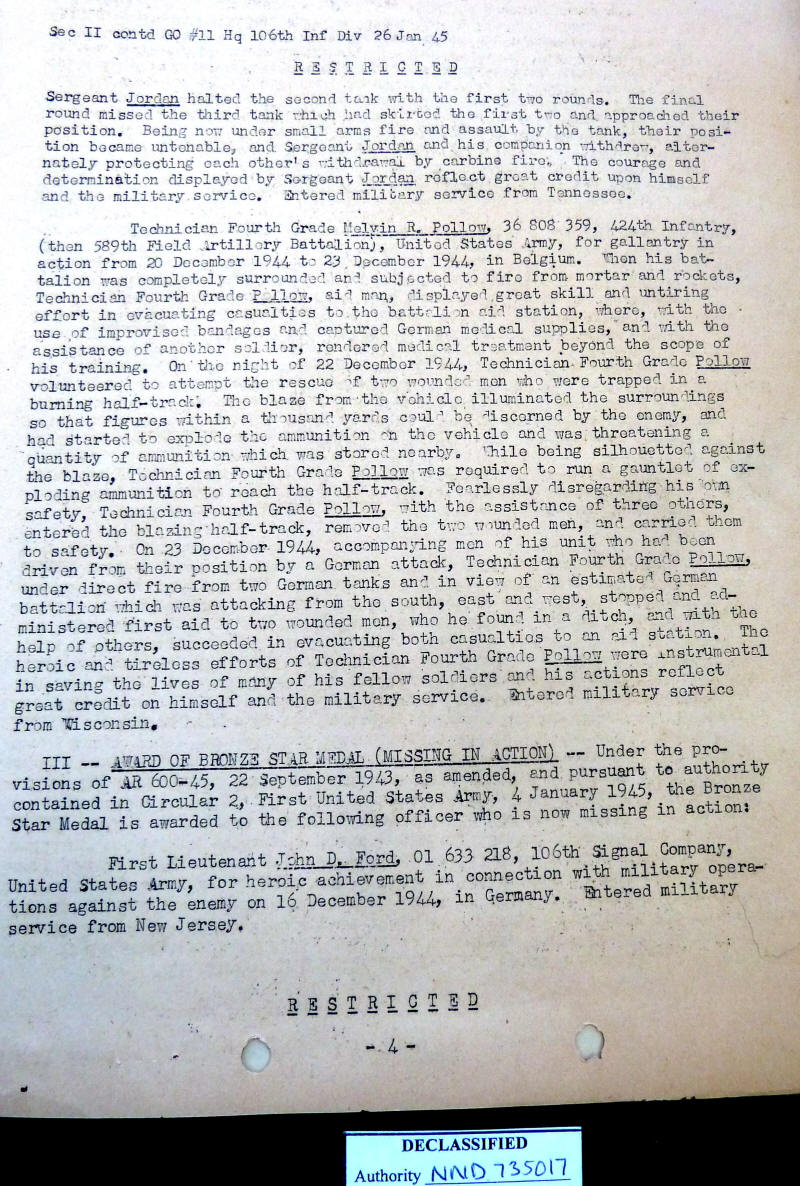 Sec II contd GO #11 Hq 106th Inf Div 26 Jan 45
R E S T R I C T E D
Sergeant Jordan halted the second tank with the first two rounds. The final
round missed the third tank which had skirted the first two and approached their
position. Being now under small arms fire and assault by the tank, their posi-
tion became untenable, and Sergeant Jordan and his companion withdrew, alter-
nately protecting each other's withdrawal by carbine fire. The courage and
determination displayed by Sergeant Jordan reflect great credit upon himself
and the military service. Entered military service from Tennessee.
Technician Fourth Grade Melvin R. Pollow, 36 808 359, 424th Infantry,
(then 589th Field Artillery Battalion), United States Army, for gallantry in
action from 20 December 1944 to 23 December 1944, in Belgium. When his bat-
talion was completely surrounded and subjected to fire from mortar and rockets,
Technician Fourth Grade Pollow, aid man, displayed great skill and untiring
effort in evacuating casualties to the battalion aid station, where, with the
use of improvised bandages and captured German medical supplies, and with the
assistance of another soldier, rendered medical treatment beyond the scope of
his training. On the night of 22 December 1944, Technician Fourth Grade Pollow
volunteered to attempt the rescue of two wounded men who were trapped in a
burning half-track. The blaze from the vehicle illuminated the surroundings
so that figures within a thousand yards could be discerned by the enemy, and
had started to explode the ammunition on the vehicle and was threatening a
quantity of ammunition which was stored nearby. While being silhouetted against
the blaze, Technician Fourth Grade Pollow was required to run a gauntlet of ex-
ploding ammunition to reach the half-track. Fearlessly disregarding his own
safety, Technician Fourth Grade Pollow, with the assistance of three others,
entered the blazing half-track, removed the two wounded men, and carried them
to safety. On 23 December 1944, accompanying men of his unit who had been
driven from their position by a German attack, Technician Fourth Grade Pollow,
under direct fire from two German tanks and in view of an estimated German
battalion which was attacking from the south, east and west, stopped and ad-
ministered first aid to two wounded men, who he found in a ditch, and with the
help of others, succeeded in evacuating both casualties to an aid station. The
heroic and tireless efforts of Technician Fourth Grade Pollow were instrumental
in saving the lives of many of his fellow soldiers and his actions reflect
great credit on himself and the military service. Entered military service
from Wisconsin.
III -- AWARD OF BRONZE STAR MEDAL (MISSING IN ACTION) -- Under the pro-
visions of AR 600-45, 22 September 1943, as amended, and pursuant to authority
contained in Circular 2, First United States Army, 4 January 1945, the Bronze
Star Medal is awarded to the following officer who is now missing in action:
First Lieutenant John D. Ford, 01 633 218, 106th Signal Company,
United States Army, for heroic achievement in connection with military opera-
tions against the enemy on 16 December 1944, in Germany. Entered military
service from New Jersey.
R E S T R I C T E D
- 4 -
DECLASSIFIED
Authority NND 735017